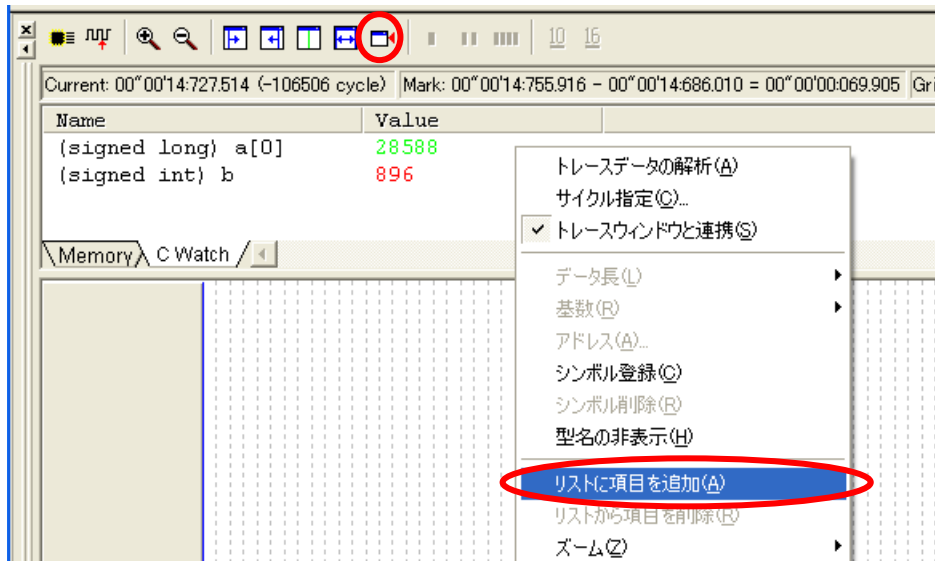 10 16
Current: 00"00'14:727.514 (-106506 cycle) Mark: 00"00'14:755.916 - 00"00'14:686.010 = 00"00'00:069.905 Gri
Name Value
(signed long) a[0] 28588
(signed int) b 896
Memory C Watch
トレースデータの解析(A)
サイクル指定(C)...
トレースウィンドウと連携(S)
データ長(L)
基数(R)
アドレス(A)...
シンボル登録(C)
シンボル削除(R)
型名の非表示(H)
リストに項目を追加(A)
リストから項目を削除(R)
ズーム(Z)